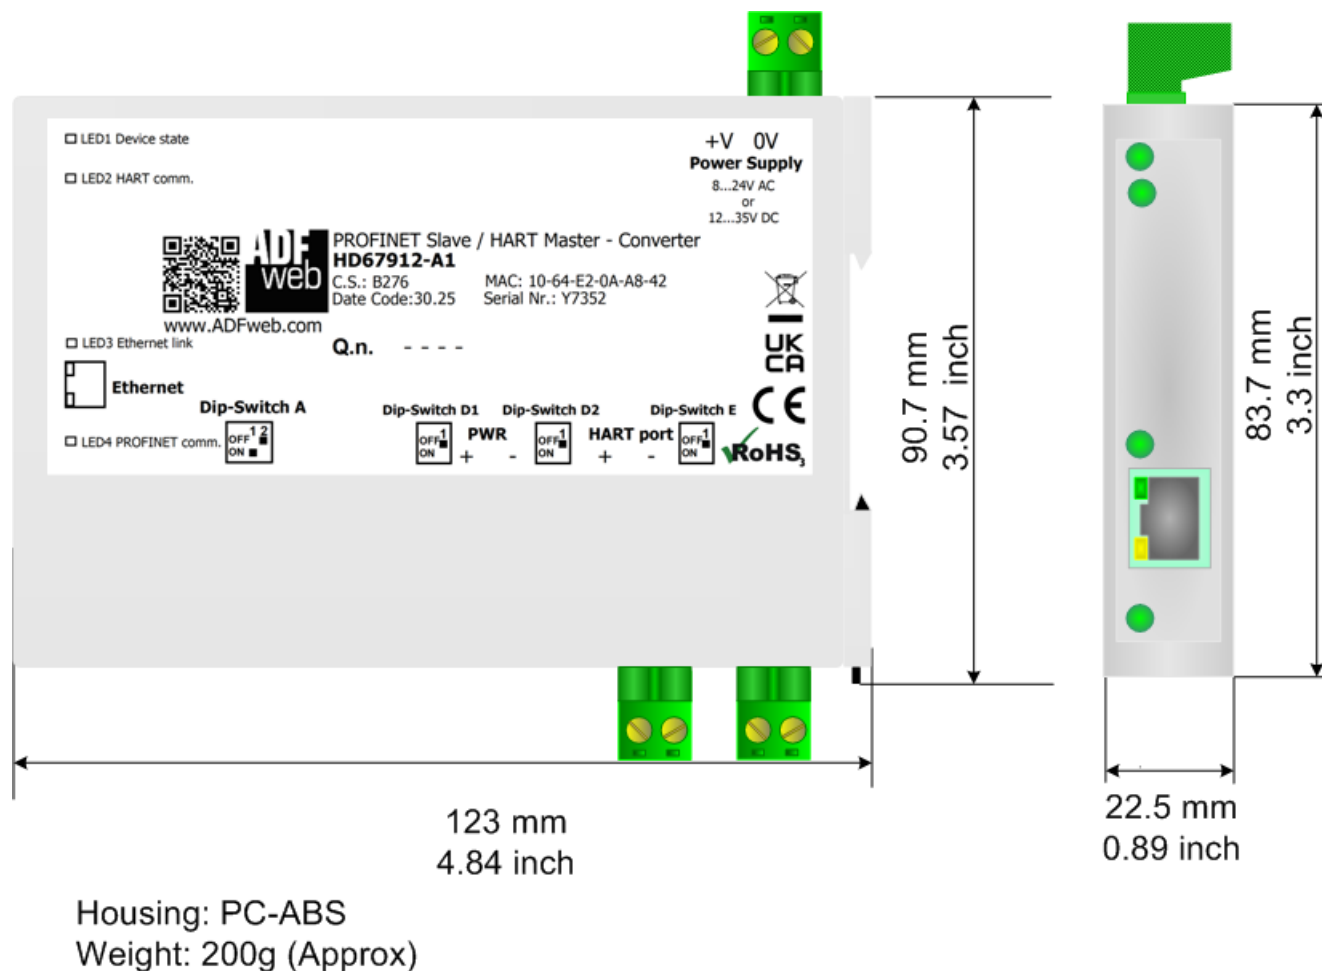 LED1 Device state
LED2 HART comm.
+V 0V
Power Supply
8...24V AC
or
12...35V DC
ADF
web
www.ADFweb.com
PROFINET Slave / HART Master - Converter
HD67912-A1
C.S.: B276 MAC: 10-64-E2-0A-A8-42
Date Code:30.25 Serial Nr.: Y7352
LED3 Ethernet link
Q.n. - - - -
Ethernet
UK
CA
CE
RoHS3
Dip-Switch A
OFF 1 2
ON
LED4 PROFINET comm.
Dip-Switch D1
OFF 1
ON
PWR
+ -
Dip-Switch D2
OFF 1
ON
HART port
+ -
Dip-Switch E
OFF 1
ON
90.7 mm
3.57 inch
83.7 mm
3.3 inch
123 mm
4.84 inch
22.5 mm
0.89 inch
Housing: PC-ABS
Weight: 200g (Approx)